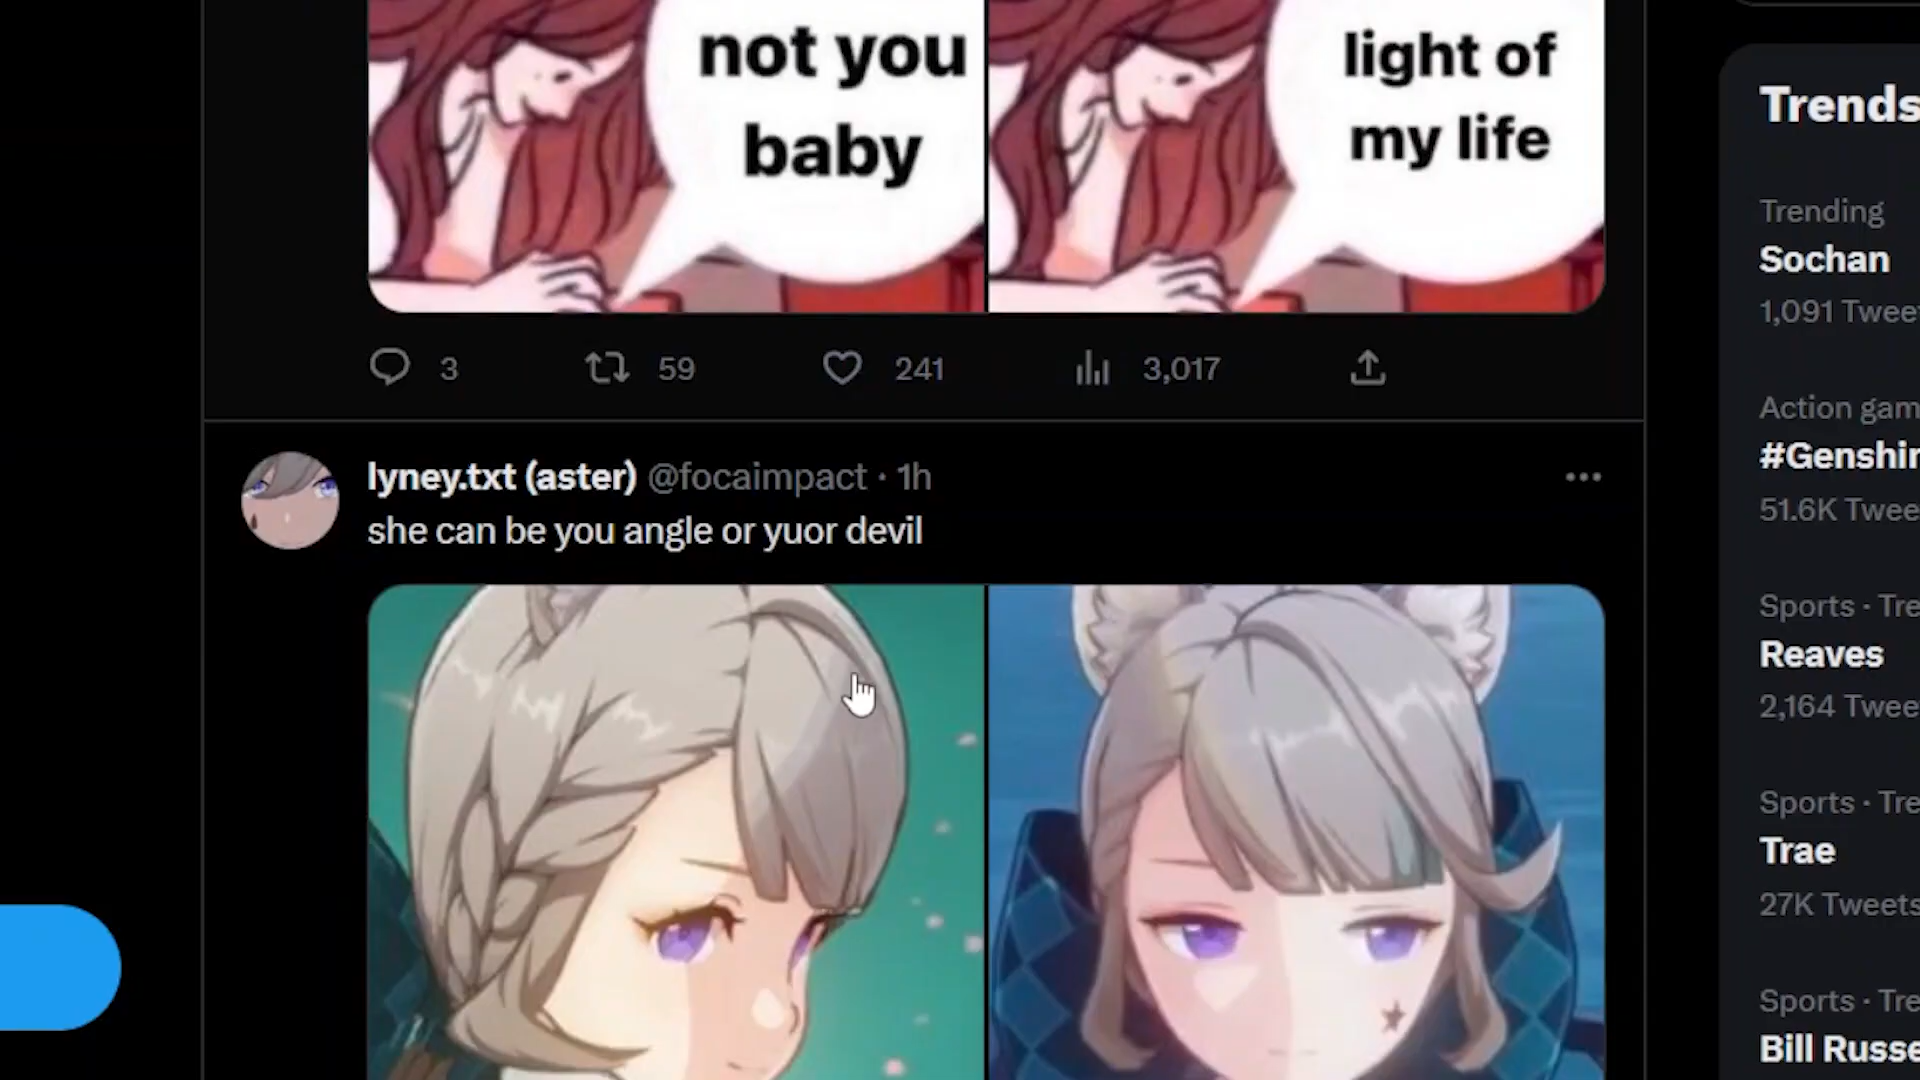 not you
baby
light of
my life
3 59 241 3,017
lyney.txt (aster) @focaimpact · 1h
she can be you angle or yuor devil
Trends
Trending
Sochan
1,091 Tweet
Action gam
#Genshin
51.6K Twee
Sports · Tre
Reaves
2,164 Twee
Sports · Tre
Trae
27K Tweets
Sports · Tre
Bill Russe